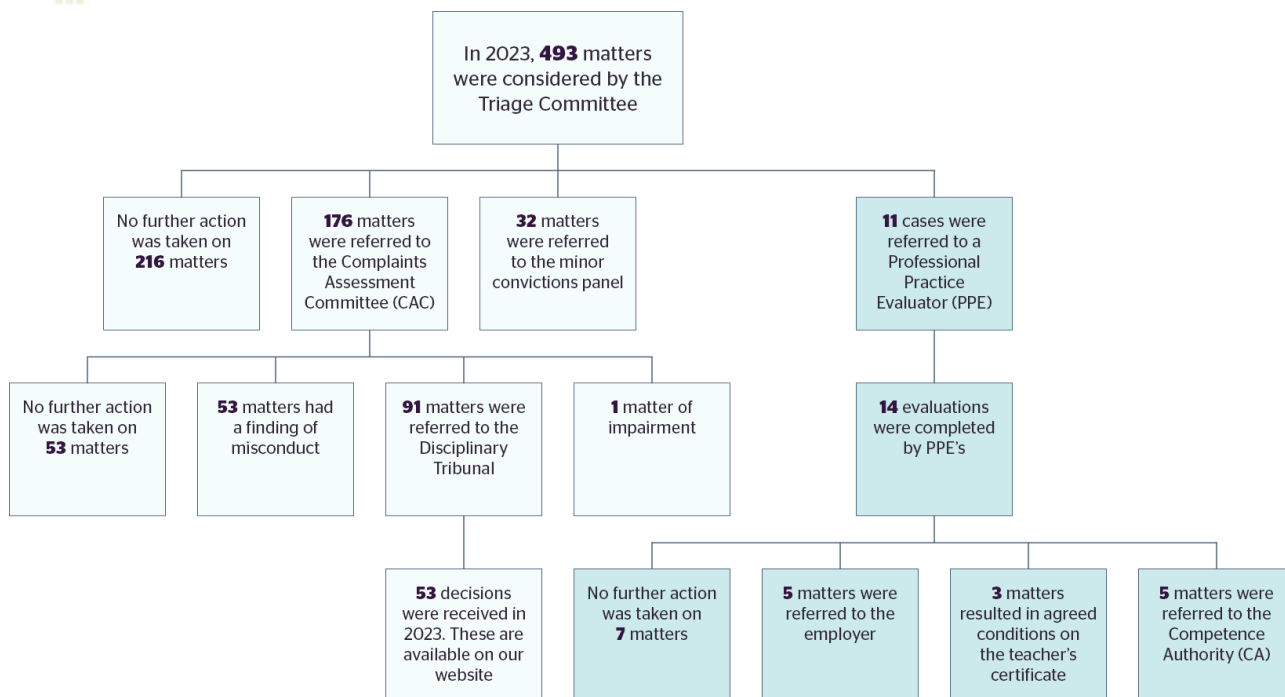 In 2023, 493 matters
were considered by the
Triage Committee
No further action
was taken on
216 matters
176 matters
were referred to
the Complaints
Assessment
Committee (CAC)
32 matters
were referred
to the minor
convictions panel
11 cases were
referred to a
Professional
Practice
Evaluator (PPE)
No further action
was taken on
53 matters
53 matters had
a finding of
misconduct
91 matters were
referred to the
Disciplinary
Tribunal
1 matter of
impairment
14 evaluations
were completed
by PPE's
53 decisions
were received in
2023. These are
available on our
website
No further action
was taken on
7 matters
5 matters were
referred to the
employer
3 matters
resulted in agreed
conditions on
the teacher's
certificate
5 matters were
referred to the
Competence
Authority (CA)